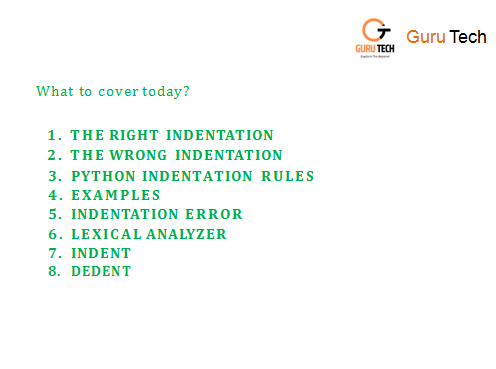 GURU TECH
Explore The Beyond
Guru Tech
What to cover today?
1. THE RIGHT INDENTATION
2. THE WRONG INDENTATION
3. PYTHON INDENTATION RULES
4. EXAMPLES
5. INDENTATION ERROR
6. LEXICAL ANALYZER
7. INDENT
8. DEDENT